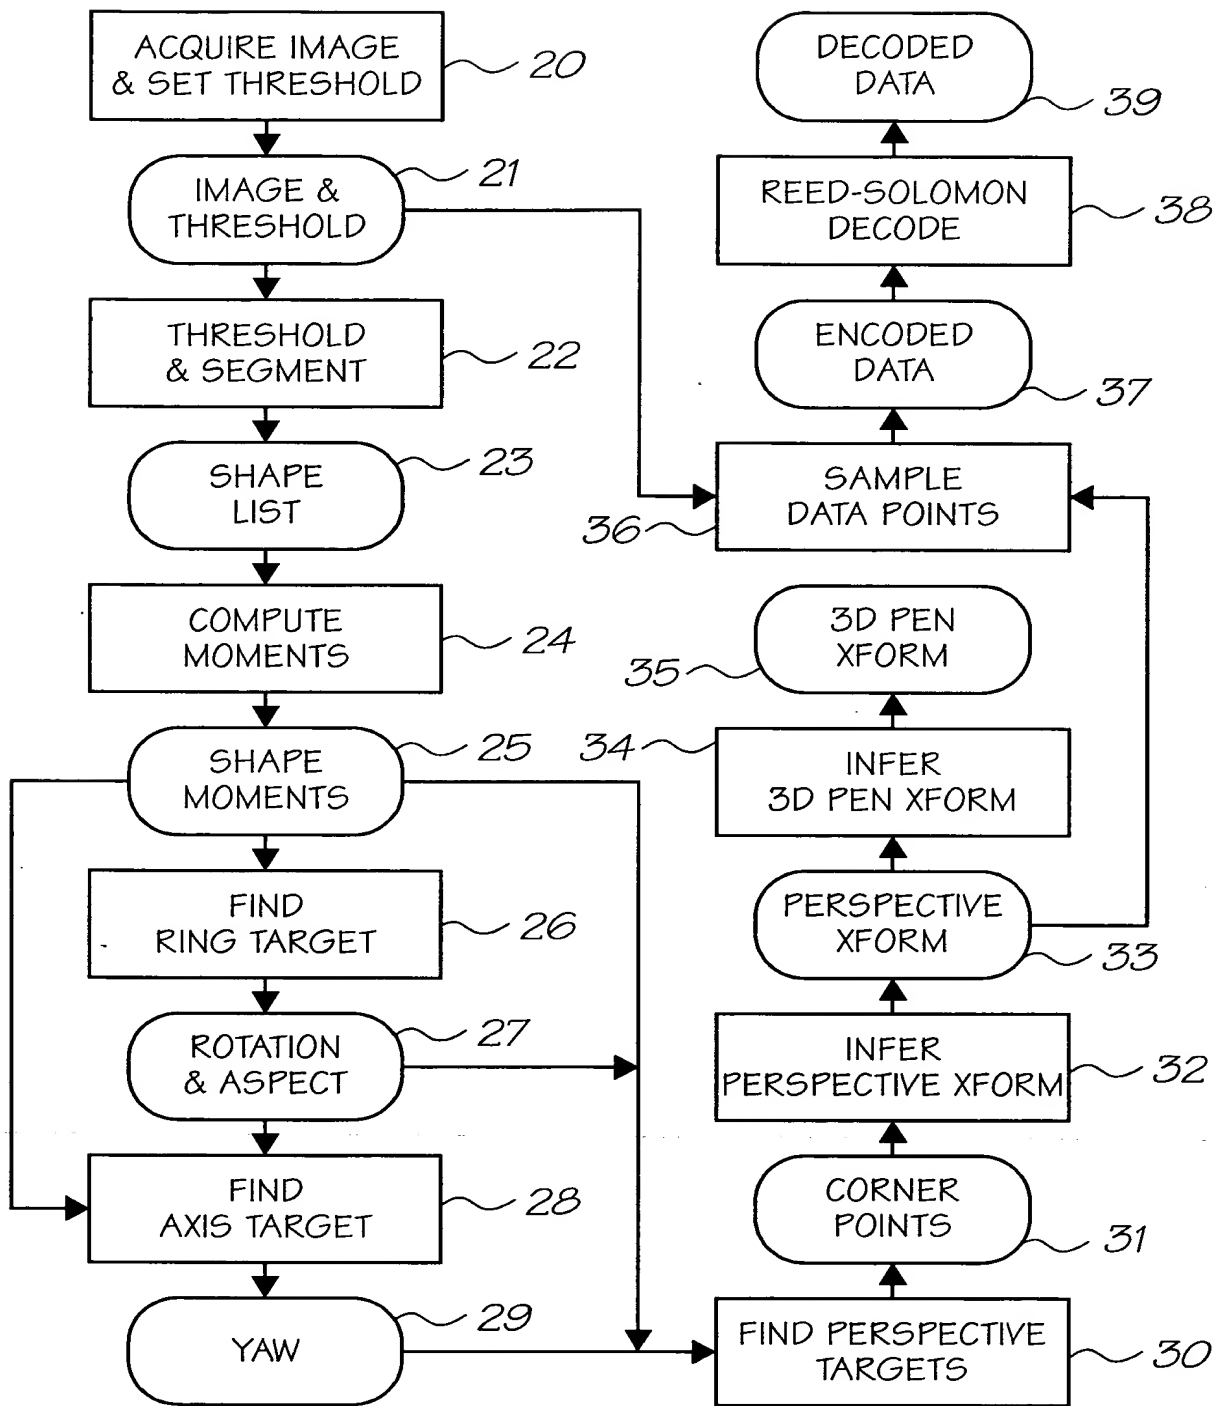 ACQUIRE IMAGE
& SET THRESHOLD
20
IMAGE &
THRESHOLD
21
THRESHOLD
& SEGMENT
22
SHAPE
LIST
23
COMPUTE
MOMENTS
24
SHAPE
MOMENTS
25
FIND
RING TARGET
26
ROTATION
& ASPECT
27
FIND
AXIS TARGET
28
YAW
29
DECODED
DATA
39
REED-SOLOMON
DECODE
38
ENCODED
DATA
37
SAMPLE
DATA POINTS
36
3D PEN
XFORM
35
34
INFER
3D PEN XFORM
PERSPECTIVE
XFORM
33
INFER
PERSPECTIVE XFORM
32
CORNER
POINTS
31
FIND PERSPECTIVE
TARGETS
30